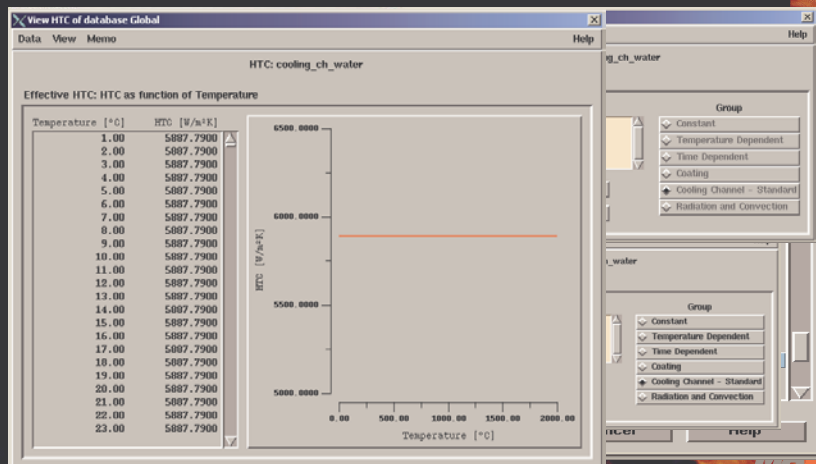 View HTC of database Global
Data View Memo Help
HTC: cooling_ch_water
Effective HTC: HTC as function of Temperature
Temperature [°C] HTC [W/m²K]
1.00 5887.7900
2.00 5887.7900
3.00 5887.7900
4.00 5887.7900
5.00 5887.7900
6.00 5887.7900
7.00 5887.7900
8.00 5887.7900
9.00 5887.7900
10.00 5887.7900
11.00 5887.7900
12.00 5887.7900
13.00 5887.7900
14.00 5887.7900
15.00 5887.7900
16.00 5887.7900
17.00 5887.7900
18.00 5887.7900
19.00 5887.7900
20.00 5887.7900
21.00 5887.7900
22.00 5887.7900
23.00 5887.7900
6500.0000
6000.0000
5500.0000
5000.0000
HTC [W/m²K]
0.00 500.00 1000.00 1500.00 2000.00
Temperature [°C]
Help
ng_ch_water
Group
Constant
Temperature Dependent
Time Dependent
Coating
Cooling Channel - Standard
Radiation and Convection
_water
Group
Constant
Temperature Dependent
Time Dependent
Coating
Cooling Channel - Standard
Radiation and Convection
ncel
Help